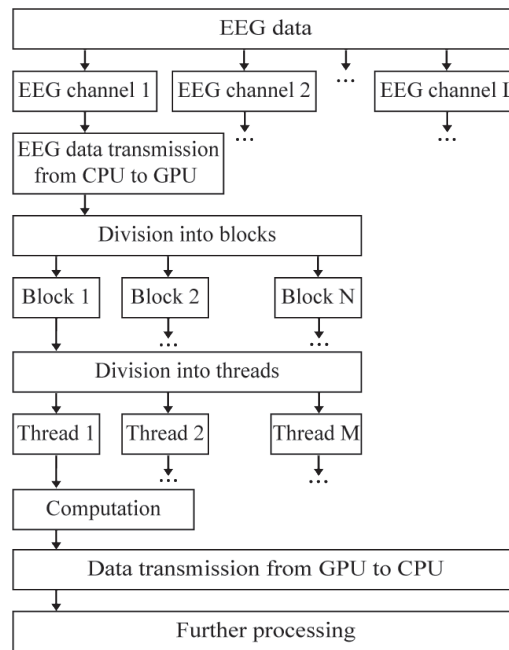 EEG data
EEG channel 1
EEG channel 2
...
EEG channel L
...
...
EEG data transmission
from CPU to GPU
Division into blocks
Block 1
Block 2
Block N
...
...
Division into threads
Thread 1
Thread 2
Thread M
...
...
Computation
Data transmission from GPU to CPU
Further processing